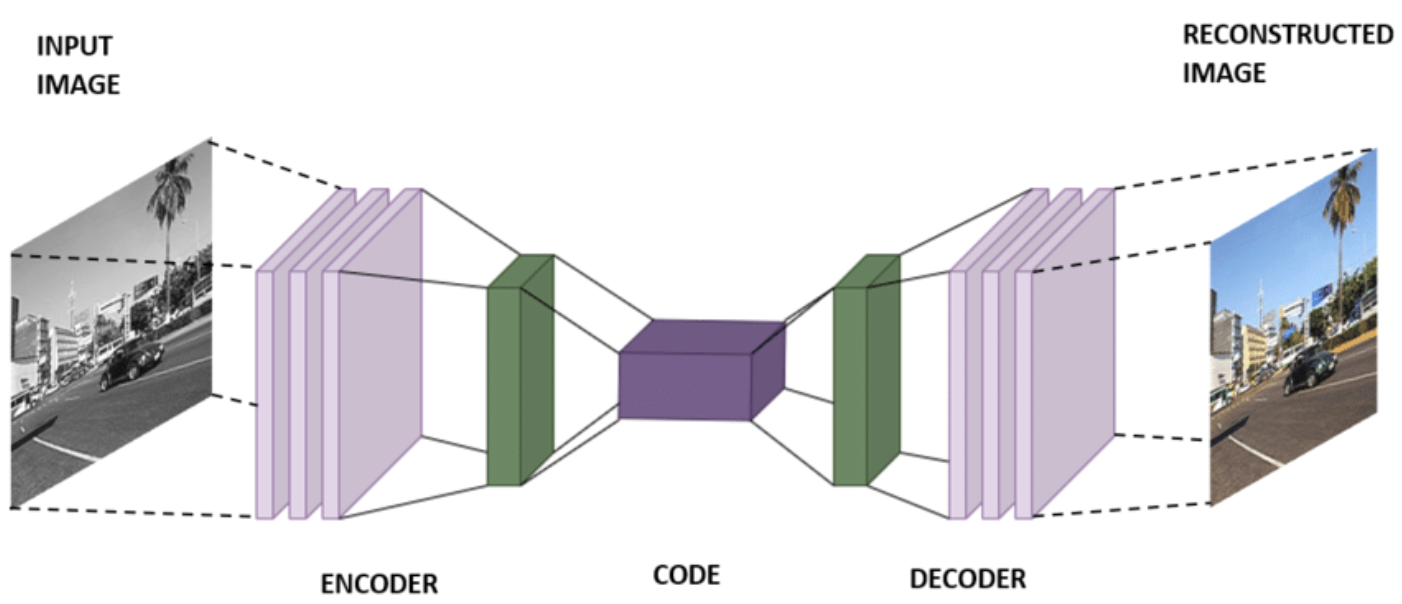 INPUT
IMAGE
RECONSTRUCTED
IMAGE
ENCODER
CODE
DECODER